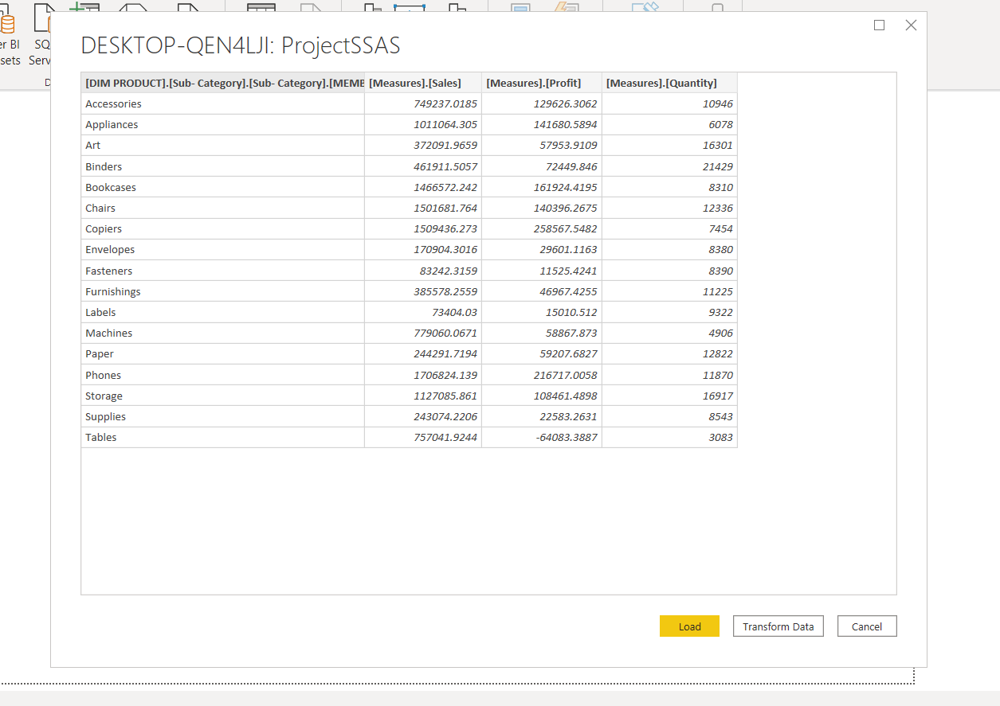 er BI
SQ
sets
Serv
D
DESKTOP-QEN4LJI: ProjectSSAS
[DIM PRODUCT].[Sub- Category].[Sub- Category].[MEMB [Measures].[Sales] [Measures].[Profit] [Measures].[Quantity]
Accessories 749237.0185 129626.3062 10946
Appliances 1011064.305 141680.5894 6078
Art 372091.9659 57953.9109 16301
Binders 461911.5057 72449.846 21429
Bookcases 1466572.242 161924.4195 8310
Chairs 1501681.764 140396.2675 12336
Copiers 1509436.273 258567.5482 7454
Envelopes 170904.3016 29601.1163 8380
Fasteners 83242.3159 11525.4241 8390
Furnishings 385578.2559 46967.4255 11225
Labels 73404.03 15010.512 9322
Machines 779060.0671 58867.873 4906
Paper 244291.7194 59207.6827 12822
Phones 1706824.139 216717.0058 11870
Storage 1127085.861 108461.4898 16917
Supplies 243074.2206 22583.2631 8543
Tables 757041.9244 -64083.3887 3083
Load Transform Data Cancel